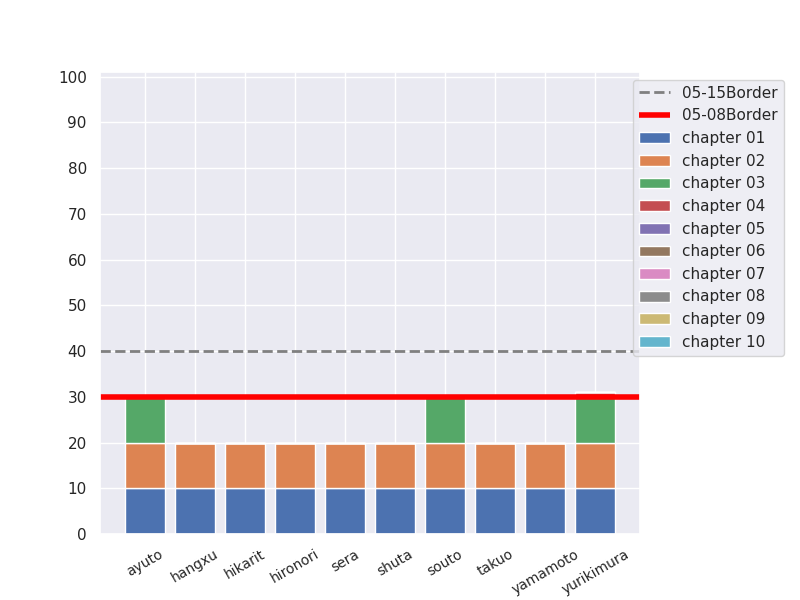 100
90
80
70
60
50
40
30
20
10
0
ayuto
hangxu
hikarit
hironori
sera
shuta
souto
takuo
yamamoto
yurikimura
05-15Border
05-08Border
chapter 01
chapter 02
chapter 03
chapter 04
chapter 05
chapter 06
chapter 07
chapter 08
chapter 09
chapter 10